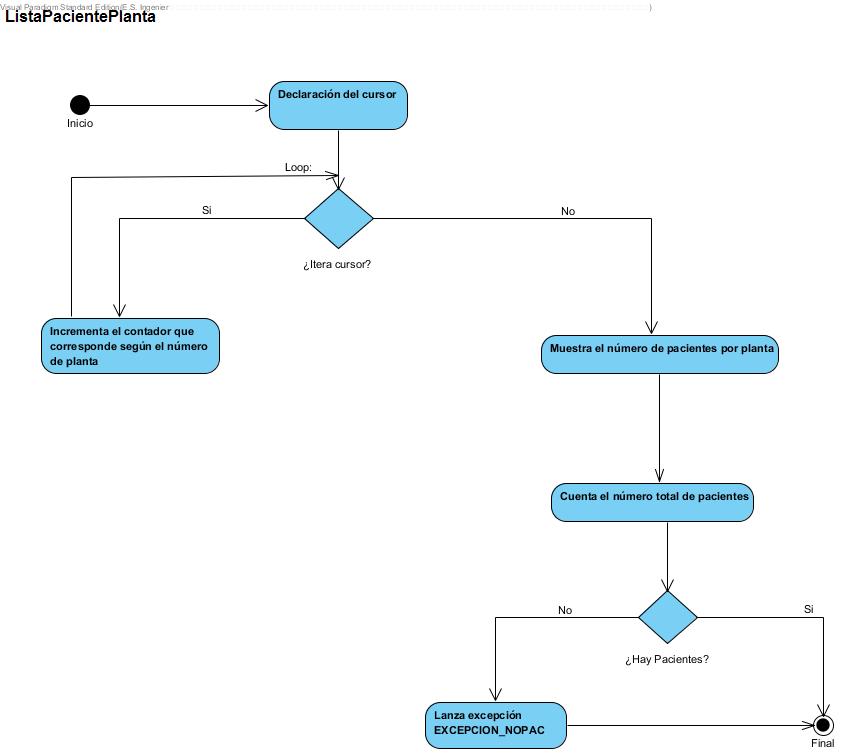 Visual Paradigm Standard Edition(E.S. Ingenier
)
ListaPacientePlanta
Declaración del cursor
Inicio
Loop:
Si
No
¿Itera cursor?
Incrementa el contador que
corresponde según el número
de planta
Muestra el número de pacientes por planta
Cuenta el número total de pacientes
No
Si
¿Hay Pacientes?
Lanza excepción
EXCEPCION_NOPAC
Final